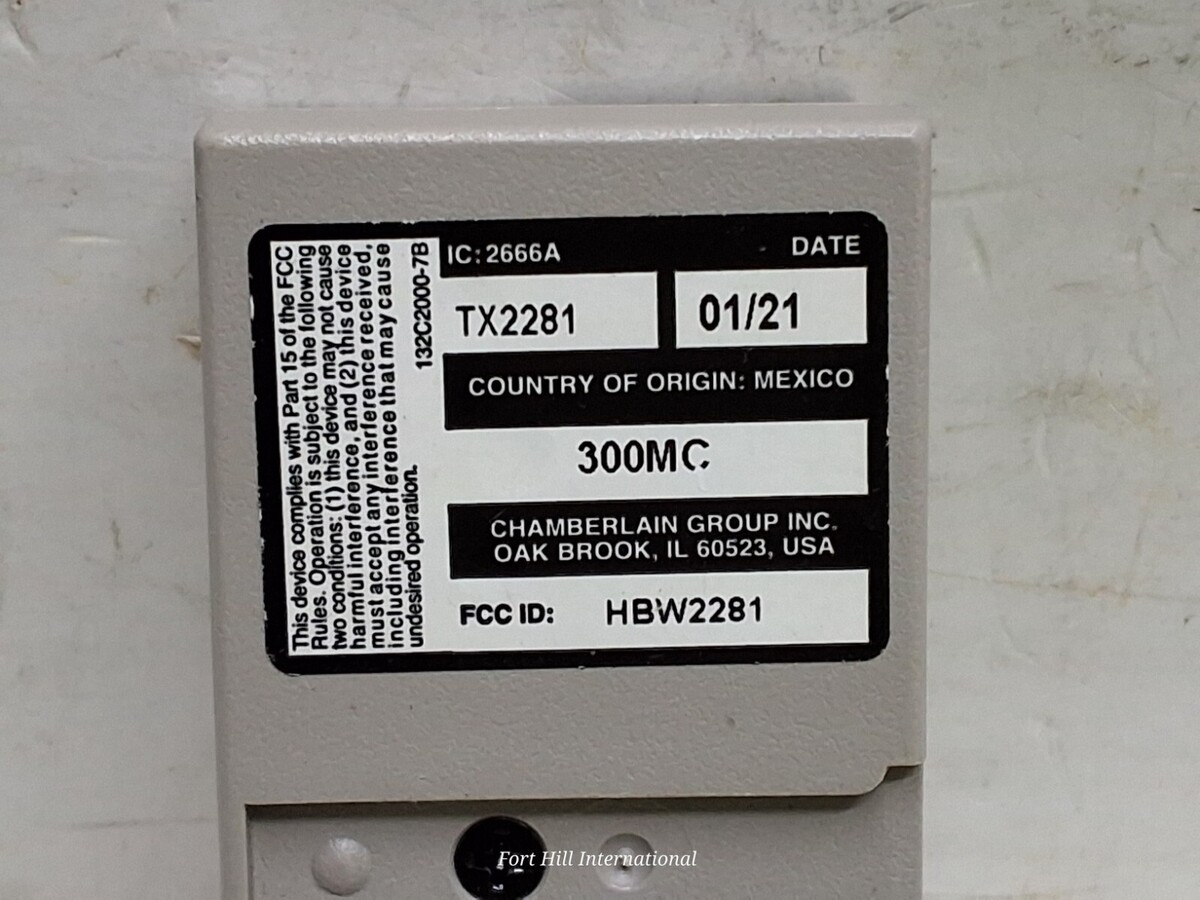 This device complies with Part 15 of the FCC
Rules. Operation is subject to the following
two conditions: (1) this device may not cause
harmful interference, and (2) this device
must accept any interference received,
including interference that may cause
undesired operation.
132C2000-7B
IC: 2666A
DATE
TX2281
01/21
COUNTRY OF ORIGIN: MEXICO
300MC
CHAMBERLAIN GROUP INC.
OAK BROOK, IL 60523, USA
FCC ID: HBW2281
Fort Hill International